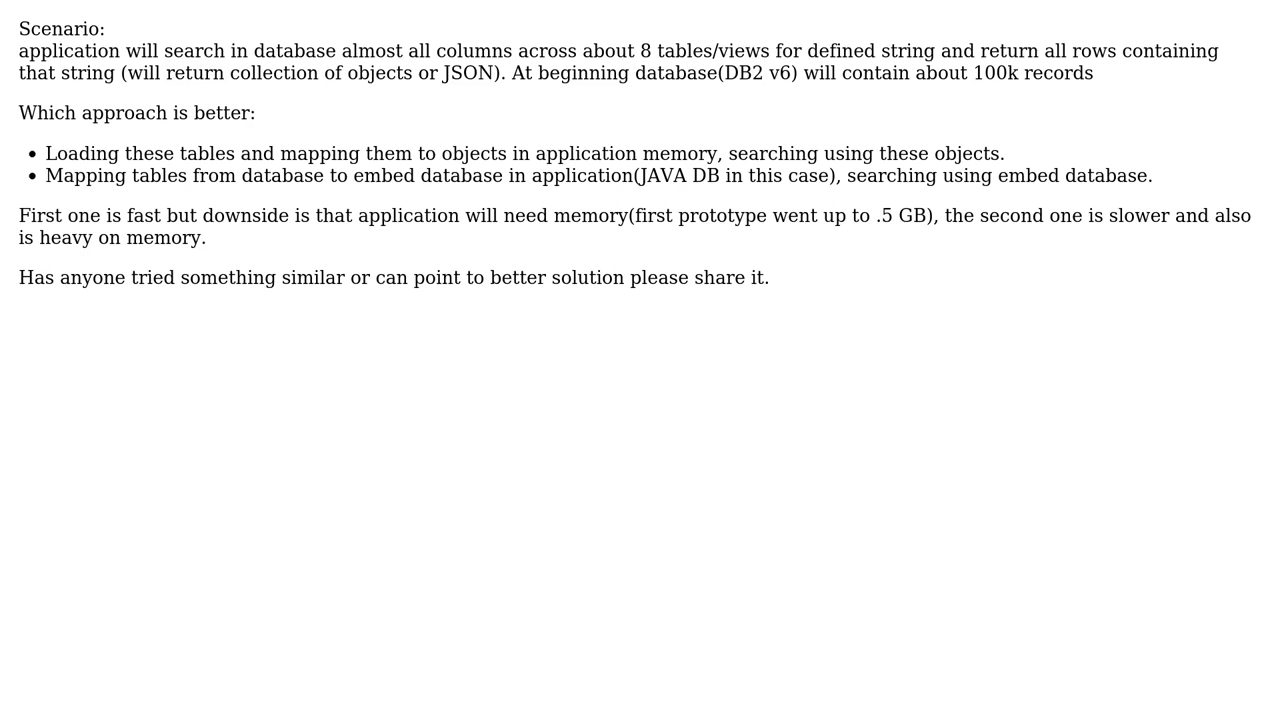 Scenario:
application will search in database almost all columns across about 8 tables/views for defined string and return all rows containing
that string (will return collection of objects or JSON). At beginning database(DB2 v6) will contain about 100k records
Which approach is better:
• Loading these tables and mapping them to objects in application memory, searching using these objects.
• Mapping tables from database to embed database in application(JAVA DB in this case), searching using embed database.
First one is fast but downside is that application will need memory(first prototype went up to .5 GB), the second one is slower and also
is heavy on memory.
Has anyone tried something similar or can point to better solution please share it.